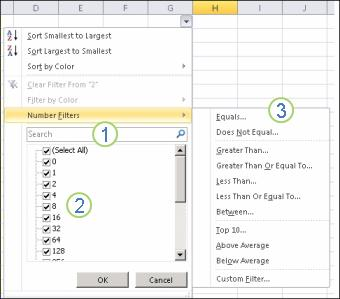 D E F G H I J
Sort Smallest to Largest
Sort Largest to Smallest
Sort by Color
Clear Filter From "2"
Filter by Color
Number Filters
Search
1
(Select All)
0
1
2
4
8
16
32
64
128
2
OK Cancel
Equals...
3
Does Not Equal...
Greater Than...
Greater Than Or Equal To...
Less Than...
Less Than Or Equal To...
Between...
Top 10...
Above Average
Below Average
Custom Filter...